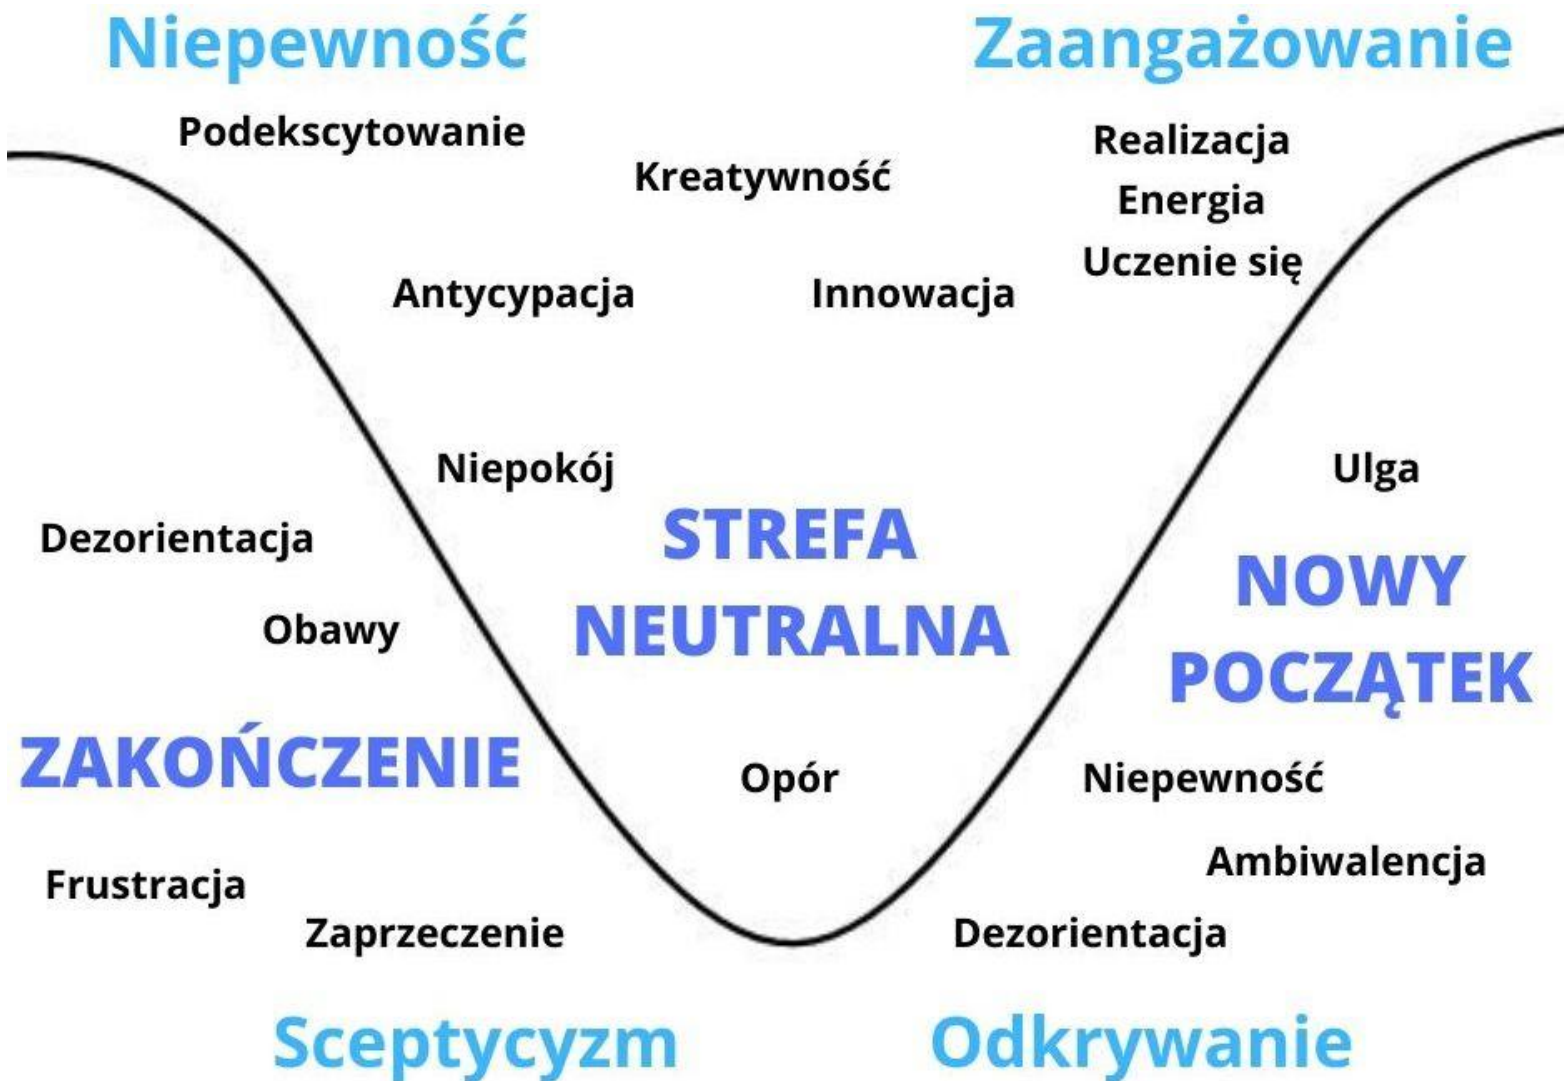 Niepewność
Zaangażowanie
Podekscytowanie
Kreatywność
Realizacja
Energia
Uczenie się
Antycypacja
Innowacja
Niepokój
Ulga
Dezorientacja
STREFA
NEUTRALNA
NOWY
POCZĄTEK
Obawy
ZAKOŃCZENIE
Opór
Niepewność
Ambiwalencja
Frustracja
Zaprzeczenie
Dezorientacja
Sceptycyzm
Odkrywanie